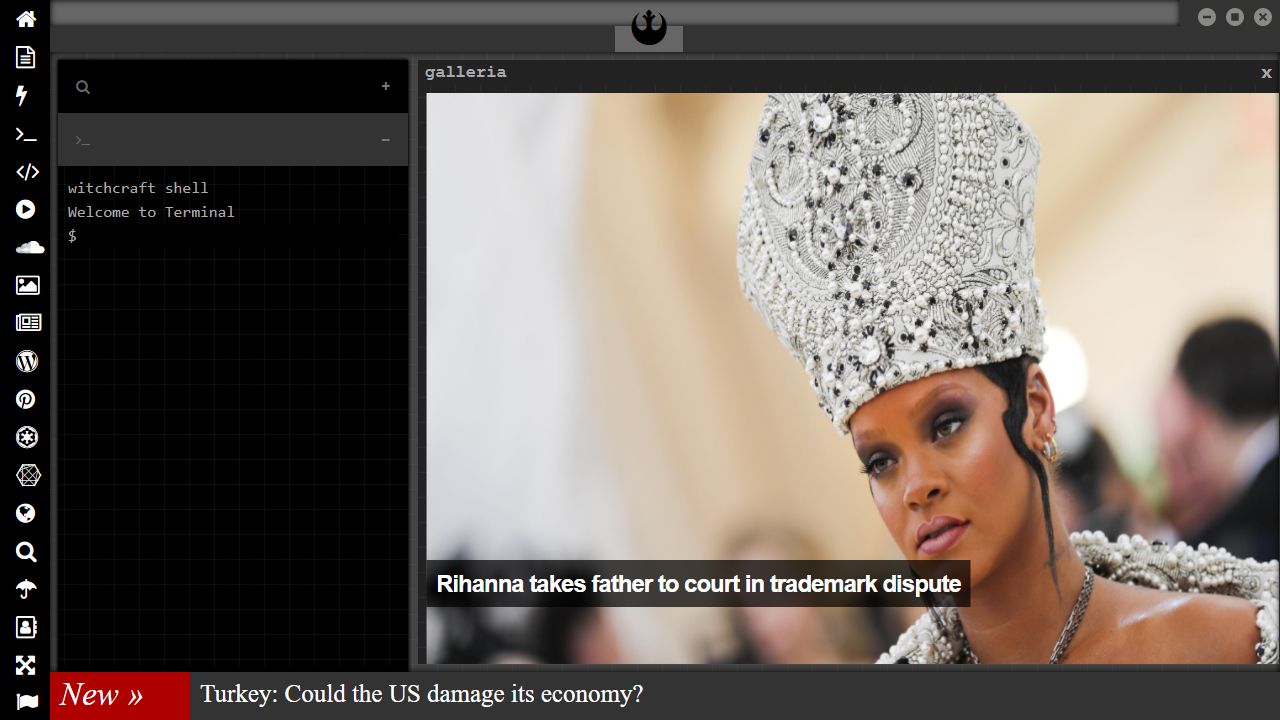 galleria
x
>_
witchcraft shell
Welcome to Terminal
$
Rihanna takes father to court in trademark dispute
New »
Turkey: Could the US damage its economy?